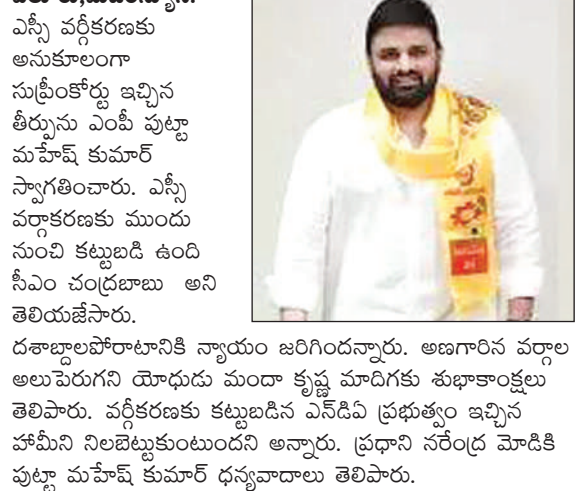 ఎస్సీ వర్గీకరణకు
అనుకూలంగా
సుప్రీంకోర్టు ఇచ్చిన
తీర్పును ఎంపీ పుట్టా
మహేష్ కుమార్
స్వాగతించారు. ఎస్సీ
వర్గాకరణకు ముందు
నుంచి కట్టుబడి ఉంది
సీఎం చంద్రబాబు అని
తెలియజేసారు.
దశాబ్దాలపోరాటానికి న్యాయం జరిగిందన్నారు. అణగారిన వర్గాల
అలుపెరుగని యోధుడు మందా కృష్ణ మాదిగకు శుభాకాంక్షలు
తెలిపారు. వర్గీకరణకు కట్టుబడిన ఎన్‌డిఏ ప్రభుత్వం ఇచ్చిన
హామీని నిలబెట్టుకుంటుందని అన్నారు. ప్రధాని నరేంద్ర మోడికి
పుట్టా మహేష్ కుమార్ ధన్యవాదాలు తెలిపారు.